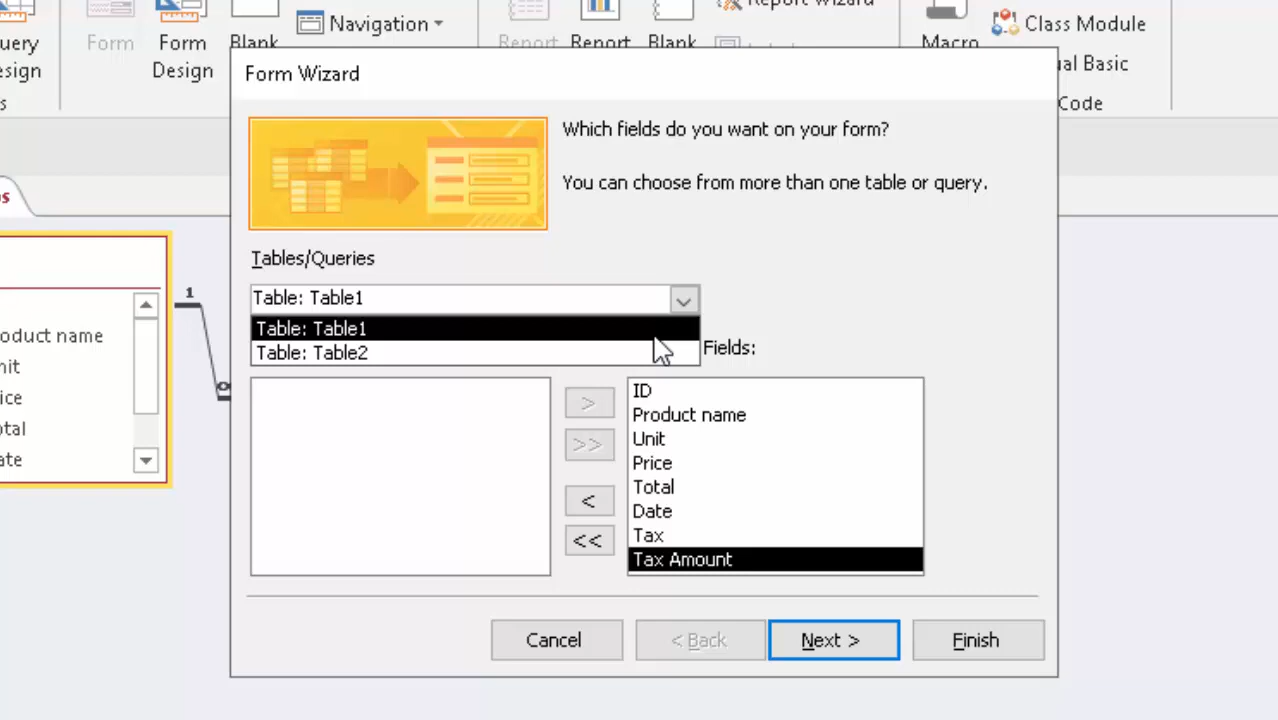 Navigation
Class Module
uery
Form
Form
Blank
Report
Report
Blank
Macro
esign
Design
ual Basic
s
Code
Form Wizard
Which fields do you want on your form?
You can choose from more than one table or query.
os
Tables/Queries
Table: Table1
Table: Table1
Table: Table2
Fields:
1
oduct name
nit
ice
otal
ate
ID
Product name
Unit
Price
Total
Date
Tax
Tax Amount
>
>>
<
<<
Cancel
< Back
Next >
Finish